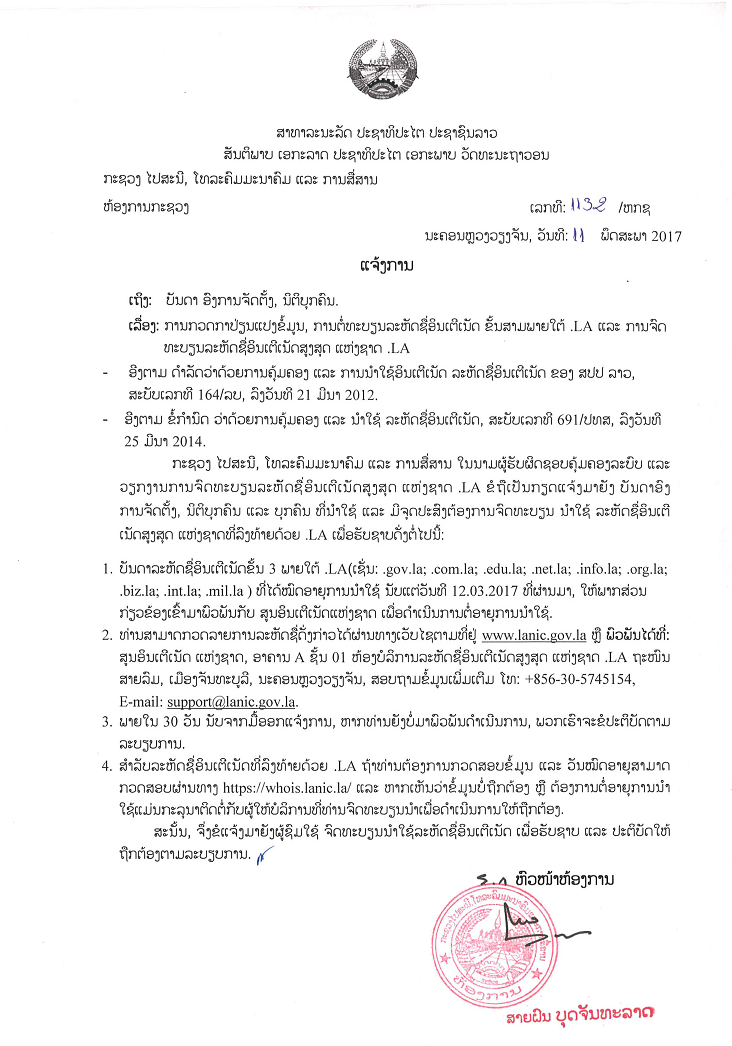 ສາທາລະນະລັດ ປະຊາທິປະໄຕ ປະຊາຊົນລາວ
ສັນຕິພາບ ເອກະລາດ ປະຊາທິປະໄຕ ເອກະພາບ ວັດທະນະຖາວອນ
ກະຊວງ ໄປສະນີ, ໂທລະຄົມມະນາຄົມ ແລະ ການສື່ສານ
ຫ້ອງການກະຊວງ ເລກທີ: 1132 /ຫກຊ
ນະຄອນຫຼວງວຽງຈັນ, ວັນທີ: 11 ພຶດສະພາ 2017
ແຈ້ງການ
ເຖິງ: ບັນດາ ອົງການຈັດຕັ້ງ, ນິຕິບຸກຄົນ.
ເລື່ອງ: ການກວດກາປ່ຽນແປງຂໍ້ມູນ, ການຕໍ່ທະບຽນລະຫັດຊື່ອິນເຕີເນັດ ຂັ້ນສາມພາຍໃຕ້ .LA ແລະ ການຈົດ
ທະບຽນລະຫັດຊື່ອິນເຕີເນັດສູງສຸດ ແຫ່ງຊາດ .LA
- ອີງຕາມ ດຳລັດວ່າດ້ວຍການຄຸ້ມຄອງ ແລະ ການນຳໃຊ້ອິນເຕີເນັດ ລະຫັດຊື່ອິນເຕີເນັດ ຂອງ ສປປ ລາວ,
ສະບັບເລກທີ 164/ລບ, ລົງວັນທີ 21 ມີນາ 2012.
- ອີງຕາມ ຂໍ້ກຳນົດ ວ່າດ້ວຍການຄຸ້ມຄອງ ແລະ ນຳໃຊ້ ລະຫັດຊື່ອິນເຕີເນັດ, ສະບັບເລກທີ 691/ປທສ, ລົງວັນທີ
25 ມີນາ 2014.
ກະຊວງ ໄປສະນີ, ໂທລະຄົມມະນາຄົມ ແລະ ການສື່ສານ ໃນນາມຜູ້ຮັບຜິດຊອບຄຸ້ມຄອງລະບົບ ແລະ
ວຽກງານການຈົດທະບຽນລະຫັດຊື່ອິນເຕີເນັດສູງສຸດ ແຫ່ງຊາດ .LA ຂໍຖືເປັນກຽດແຈ້ງມາຍັງ ບັນດາອົງ
ການຈັດຕັ້ງ, ນິຕິບຸກຄົນ ແລະ ບຸກຄົນ ທີ່ນຳໃຊ້ ແລະ ມີຈຸດປະສົງຕ້ອງການຈົດທະບຽນ ນຳໃຊ້ ລະຫັດຊື່ອິນເຕີ
ເນັດສູງສຸດ ແຫ່ງຊາດທີ່ລົງທ້າຍດ້ວຍ .LA ເພື່ອຮັບຊາບດັ່ງຕໍ່ໄປນີ້:
1. ບັນດາລະຫັດຊື່ອິນເຕີເນັດຂັ້ນ 3 ພາຍໃຕ້ .LA(ເຊັ່ນ: .gov.la; .com.la; .edu.la; .net.la; .info.la; .org.la;
.biz.la; .int.la; .mil.la ) ທີ່ໄດ້ໝົດອາຍຸການນຳໃຊ້ ນັບແຕ່ວັນທີ 12.03.2017 ທີ່ຜ່ານມາ, ໃຫ້ພາກສ່ວນ
ກ່ຽວຂ້ອງເຂົ້າມາພົວພັນກັບ ສູນອິນເຕີເນັດແຫ່ງຊາດ ເພື່ອດຳເນີນການຕໍ່ອາຍຸການນຳໃຊ້.
2. ທ່ານສາມາດກວດລາຍການລະຫັດຊື່ດັ່ງກ່າວໄດ້ຜ່ານທາງເວັບໄຊຕາມທີ່ຢູ່ www.lanic.gov.la ຫຼື ພົວພັນໄດ້ທີ່:
ສູນອິນເຕີເນັດ ແຫ່ງຊາດ, ອາຄານ A ຊັ້ນ 01 ຫ້ອງບໍລິການລະຫັດຊື່ອິນເຕີເນັດສູງສຸດ ແຫ່ງຊາດ .LA ຖະໜົນ
ສາຍລົມ, ເມືອງຈັນທະບູລີ, ນະຄອນຫຼວງວຽງຈັນ, ສອບຖາມຂໍ້ມູນເພີ່ມເຕີມ ໂທ: +856-30-5745154,
E-mail: support@lanic.gov.la.
3. ພາຍໃນ 30 ວັນ ນັບຈາກມື້ອອກແຈ້ງການ, ຫາກທ່ານຍັງບໍ່ມາພົວພັນດຳເນີນການ, ພວກເຮົາຈະຂໍປະຕິບັດຕາມ
ລະບຽບການ.
4. ສຳລັບລະຫັດຊື່ອິນເຕີເນັດທີ່ລົງທ້າຍດ້ວຍ .LA ຖ້າທ່ານຕ້ອງການກວດສອບຂໍ້ມູນ ແລະ ວັນໝົດອາຍຸສາມາດ
ກວດສອບຜ່ານທາງ https://whois.lanic.la/ ແລະ ຫາກເຫັນວ່າຂໍ້ມູນບໍ່ຖືກຕ້ອງ ຫຼື ຕ້ອງການຕໍ່ອາຍຸການນຳ
ໃຊ້ແມ່ນກະລຸນາຕິດຕໍ່ກັບຜູ້ໃຫ້ບໍລິການທີ່ທ່ານຈົດທະບຽນນຳເພື່ອດຳເນີນການໃຫ້ຖືກຕ້ອງ.
ສະນັ້ນ, ຈຶ່ງຂໍແຈ້ງມາຍັງຜູ້ຊົມໃຊ້ ຈົດທະບຽນນຳໃຊ້ລະຫັດຊື່ອິນເຕີເນັດ ເພື່ອຮັບຊາບ ແລະ ປະຕິບັດໃຫ້
ຖືກຕ້ອງຕາມລະບຽບການ.
ຫົວໜ້າຫ້ອງການ
ຫ້ອງການ
ສາຍຝົນ ບຸດຈັນທະລາດ